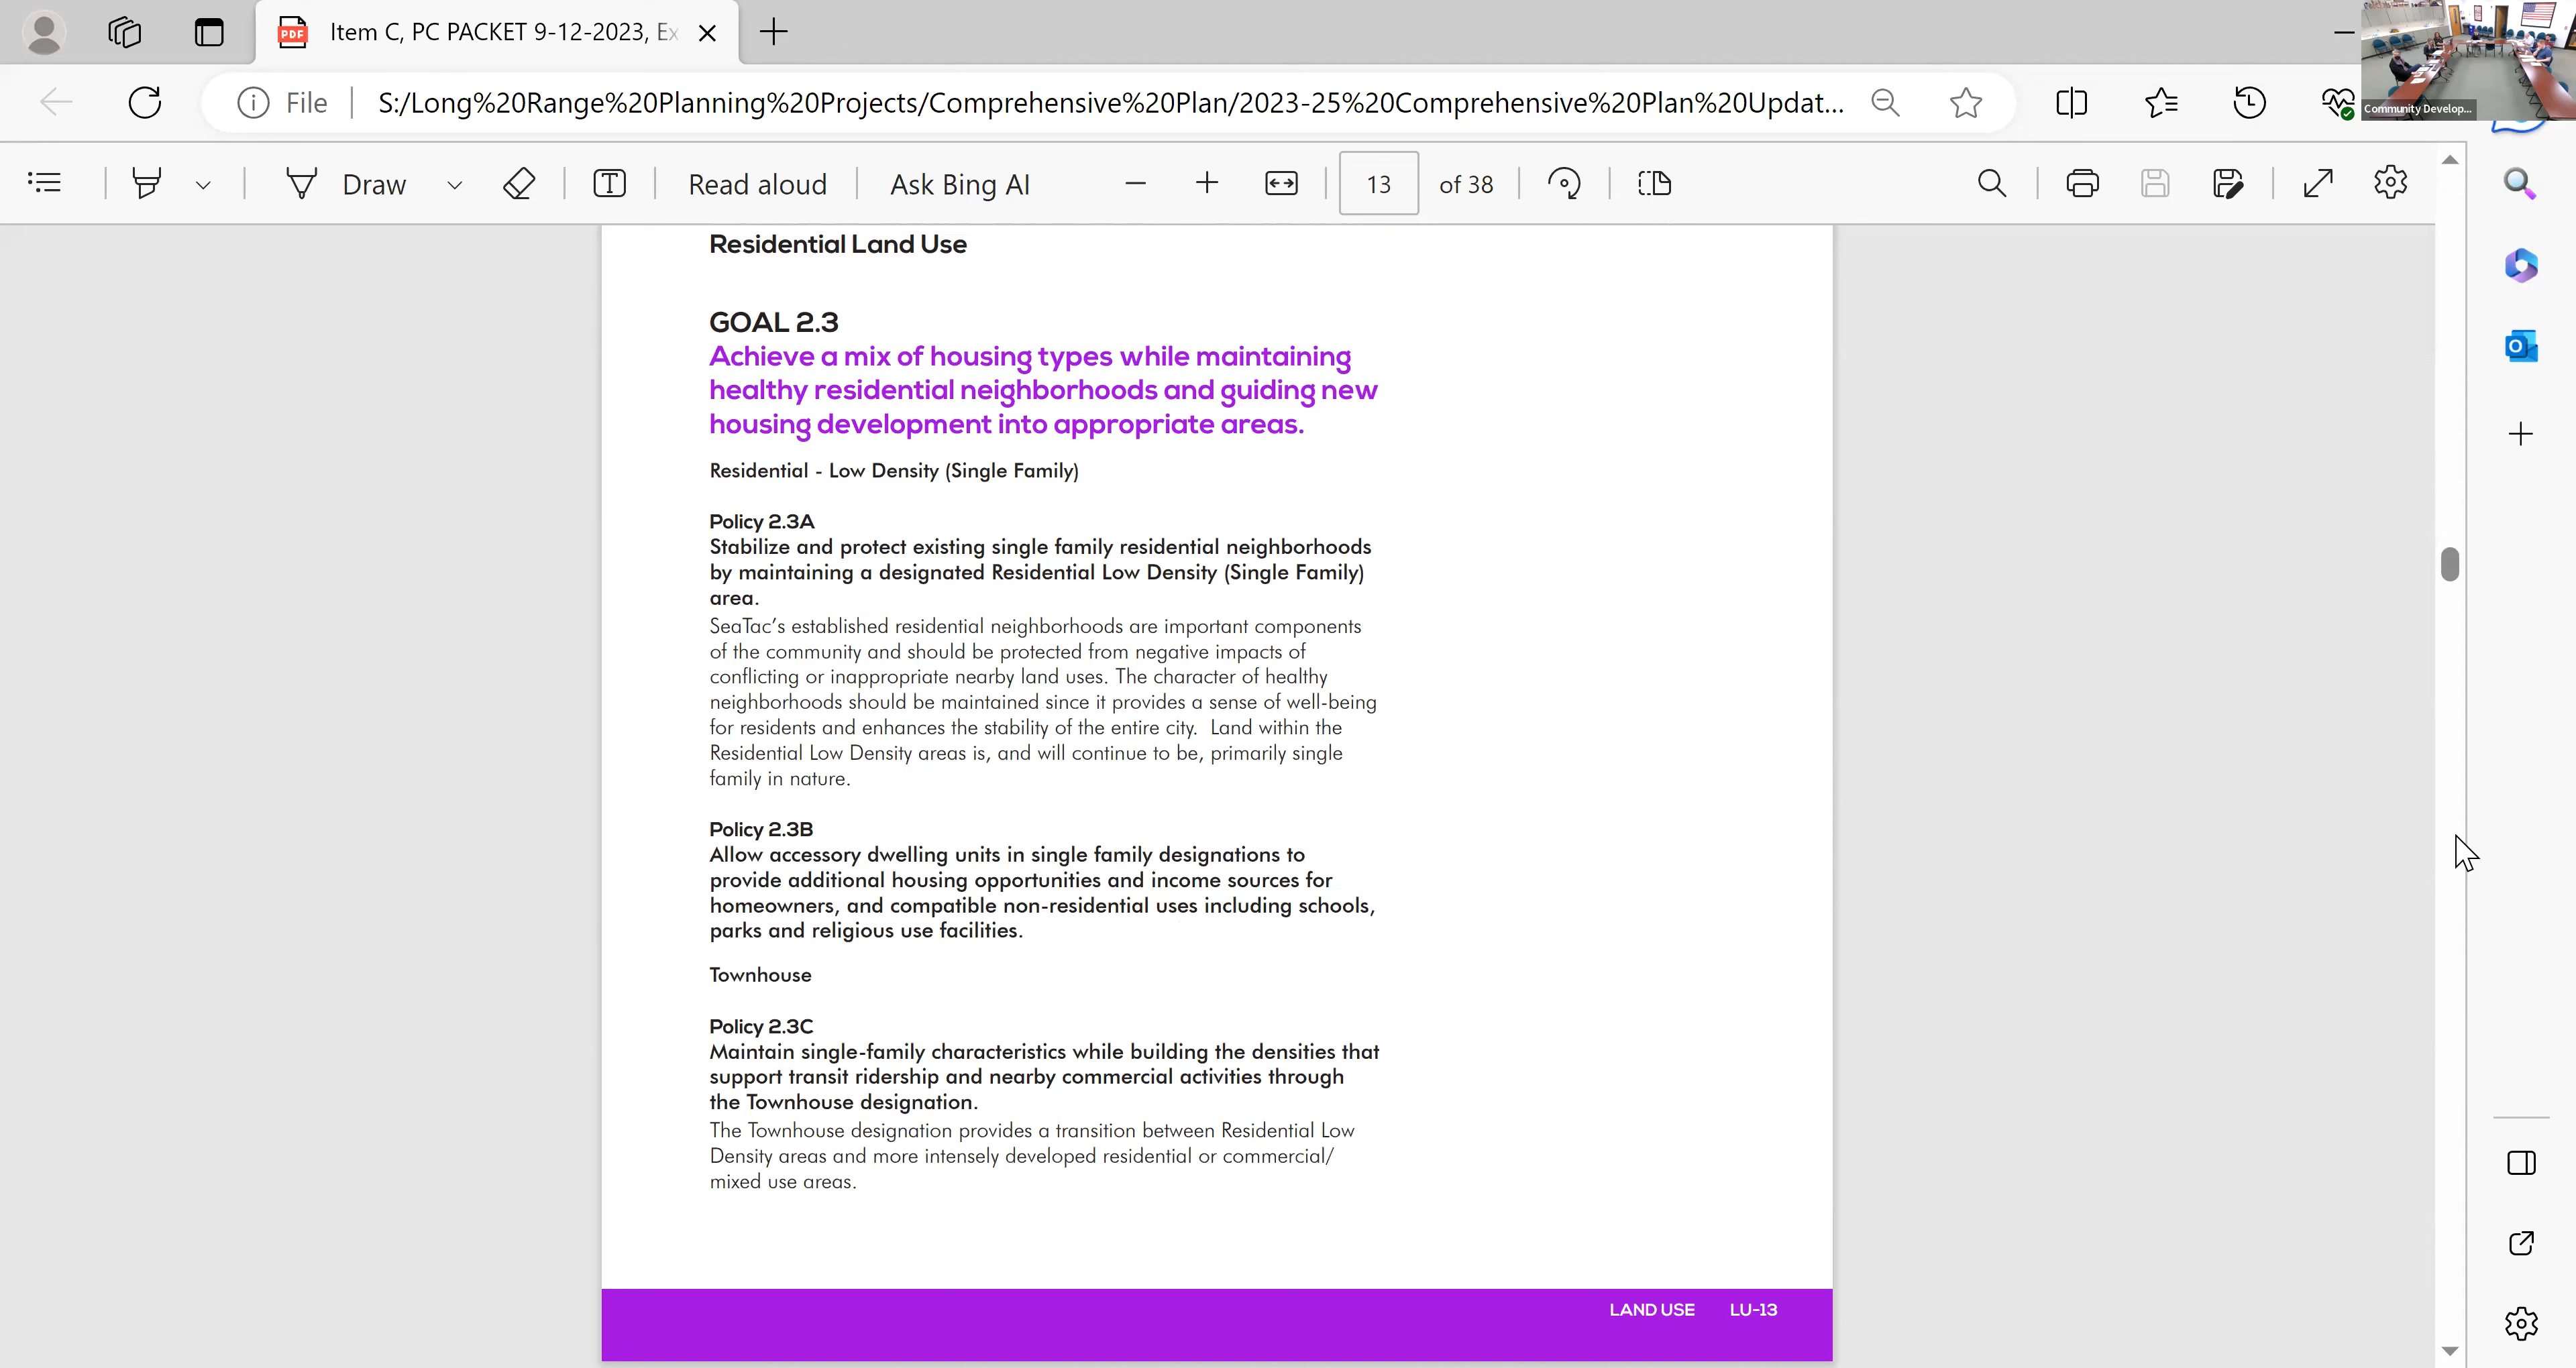 PDF
Item C, PC PACKET 9-12-2023, Ex
File
S:/Long%20Range%20Planning%20Projects/Comprehensive%20Plan/2023-25%20Comprehensive%20Plan%20Updat...
Community Develop...
Draw
Read aloud
Ask Bing AI
13
of 38
Residential Land Use
GOAL 2.3
Achieve a mix of housing types while maintaining
healthy residential neighborhoods and guiding new
housing development into appropriate areas.
Residential - Low Density (Single Family)
Policy 2.3A
Stabilize and protect existing single family residential neighborhoods
by maintaining a designated Residential Low Density (Single Family)
area.
SeaTac's established residential neighborhoods are important components
of the community and should be protected from negative impacts of
conflicting or inappropriate nearby land uses. The character of healthy
neighborhoods should be maintained since it provides a sense of well-being
for residents and enhances the stability of the entire city.  Land within the
Residential Low Density areas is, and will continue to be, primarily single
family in nature.
Policy 2.3B
Allow accessory dwelling units in single family designations to
provide additional housing opportunities and income sources for
homeowners, and compatible non-residential uses including schools,
parks and religious use facilities.
Townhouse
Policy 2.3C
Maintain single-family characteristics while building the densities that
support transit ridership and nearby commercial activities through
the Townhouse designation.
The Townhouse designation provides a transition between Residential Low
Density areas and more intensely developed residential or commercial/
mixed use areas.
LAND USE LU-13